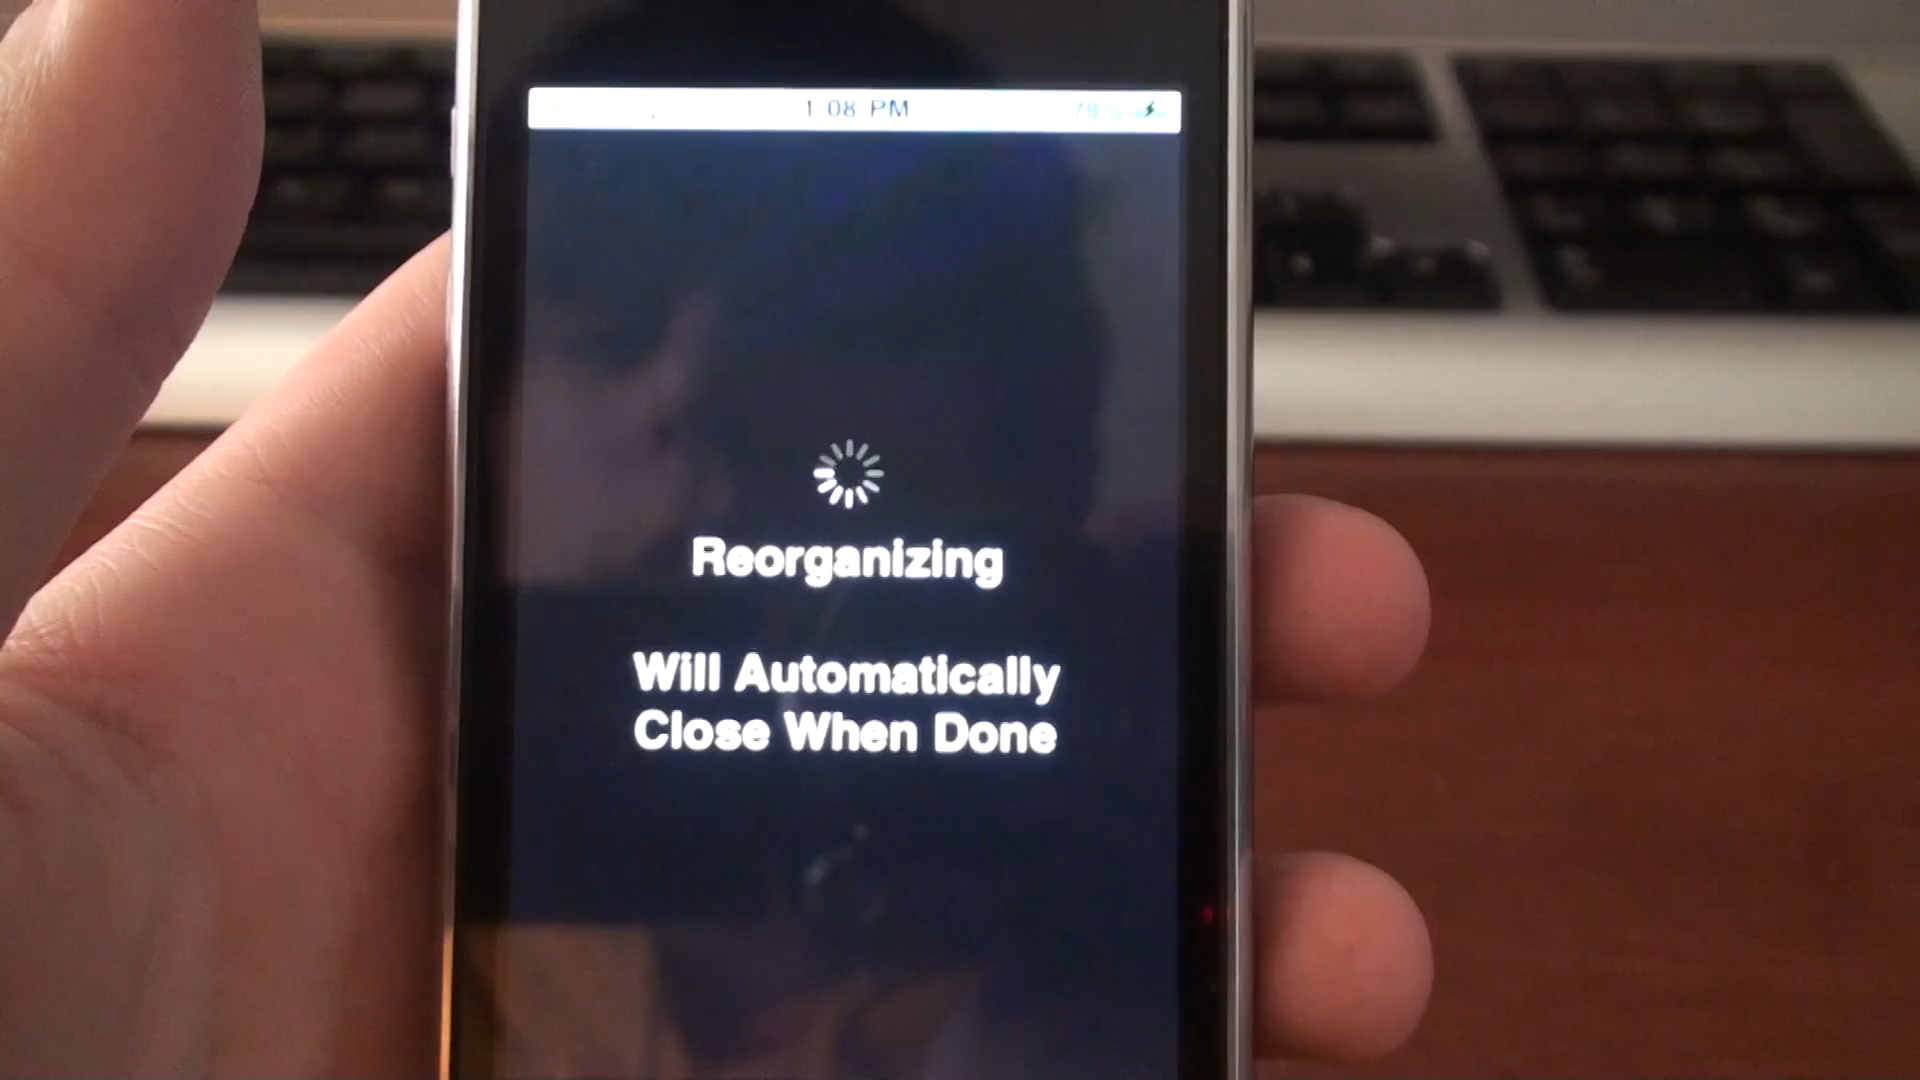 1:08 PM
Reorganizing
Will Automatically
Close When Done